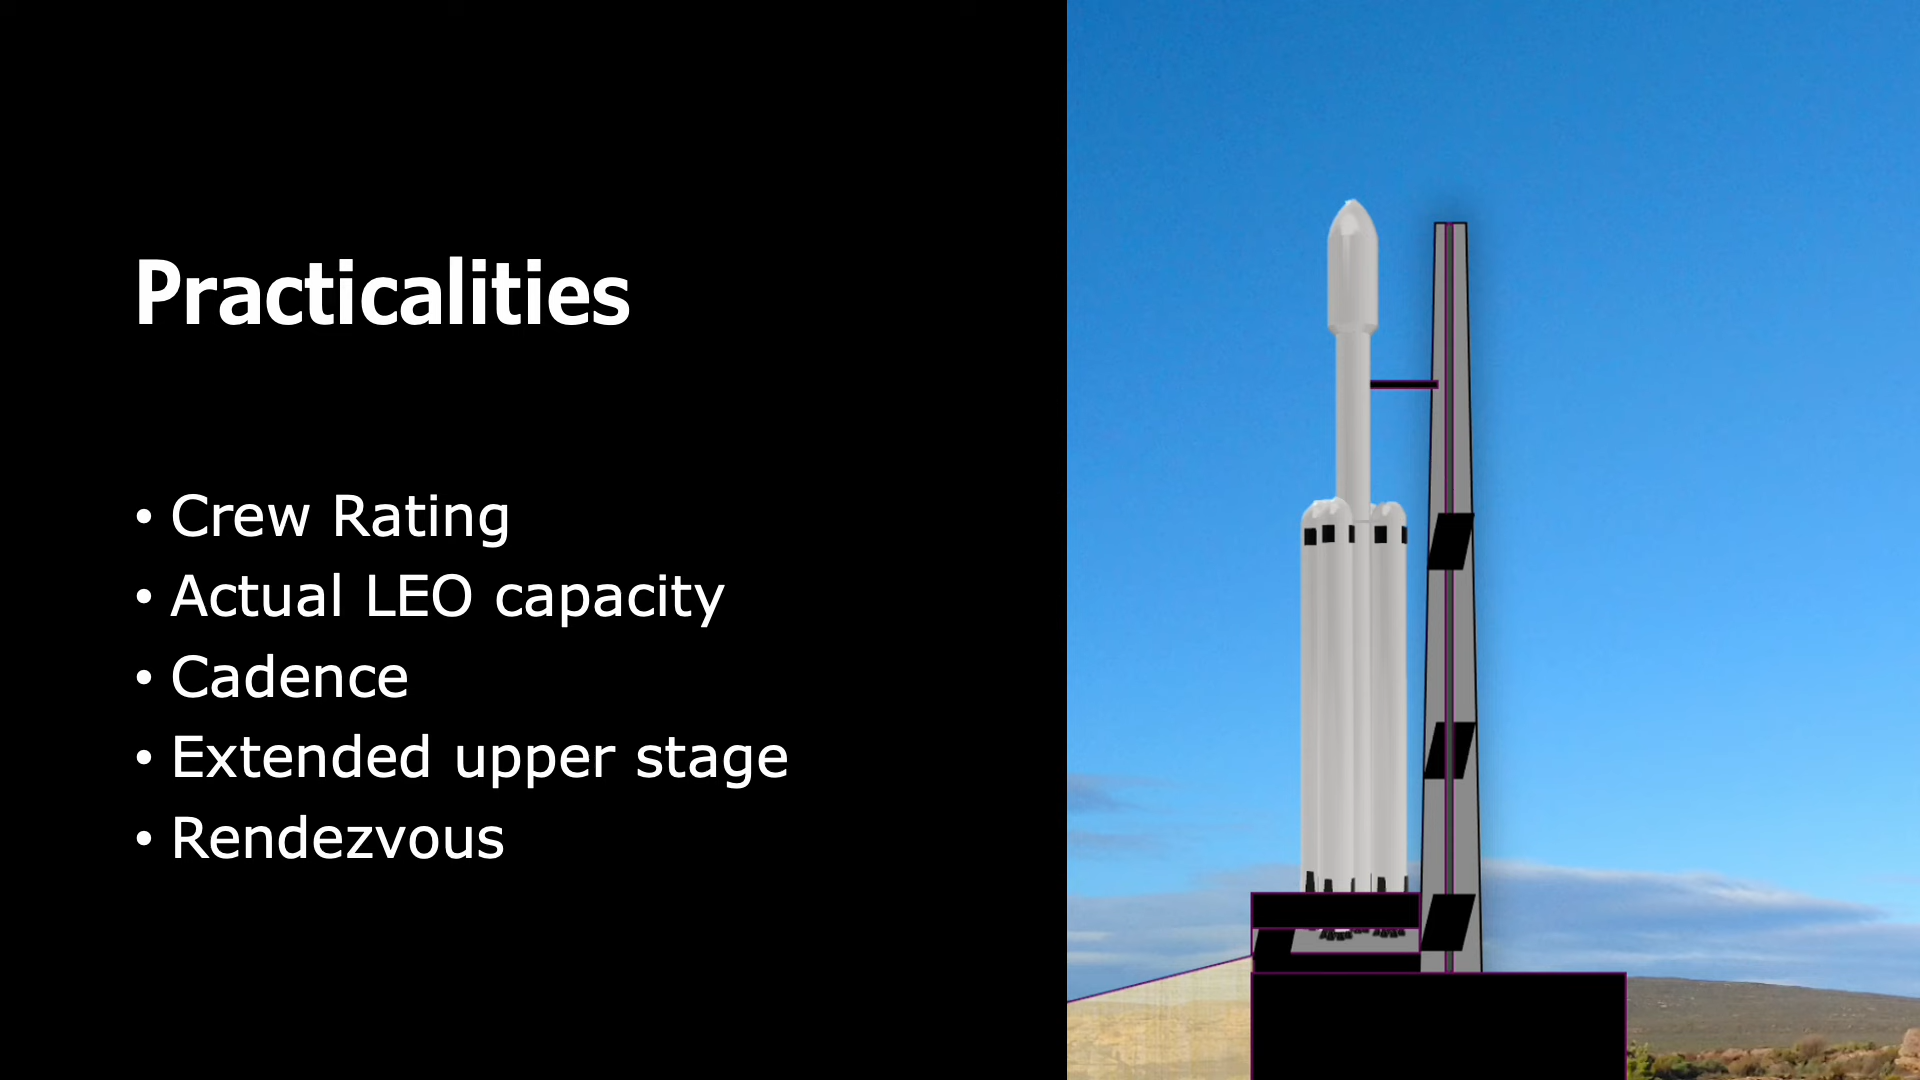 Practicalities
• Crew Rating
• Actual LEO capacity
• Cadence
• Extended upper stage
• Rendezvous